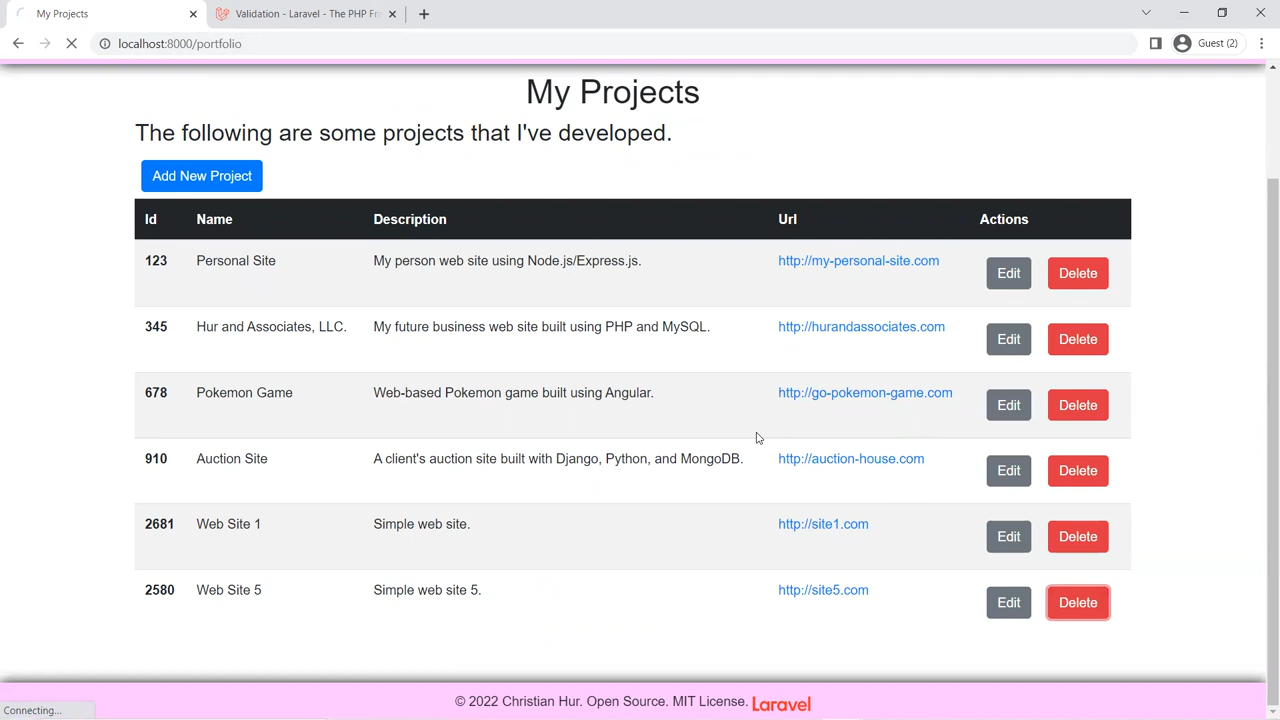 My Projects
Validation - Laravel - The PHP Fra
localhost:8000/portfolio
Guest (2)
My Projects
The following are some projects that I've developed.
Add New Project
Id Name Description Url Actions
123 Personal Site My person web site using Node.js/Express.js. http://my-personal-site.com Edit Delete
345 Hur and Associates, LLC. My future business web site built using PHP and MySQL. http://hurandassociates.com Edit Delete
678 Pokemon Game Web-based Pokemon game built using Angular. http://go-pokemon-game.com Edit Delete
910 Auction Site A client's auction site built with Django, Python, and MongoDB. http://auction-house.com Edit Delete
2681 Web Site 1 Simple web site. http://site1.com Edit Delete
2580 Web Site 5 Simple web site 5. http://site5.com Edit Delete
© 2022 Christian Hur. Open Source. MIT License. Laravel
Connecting...